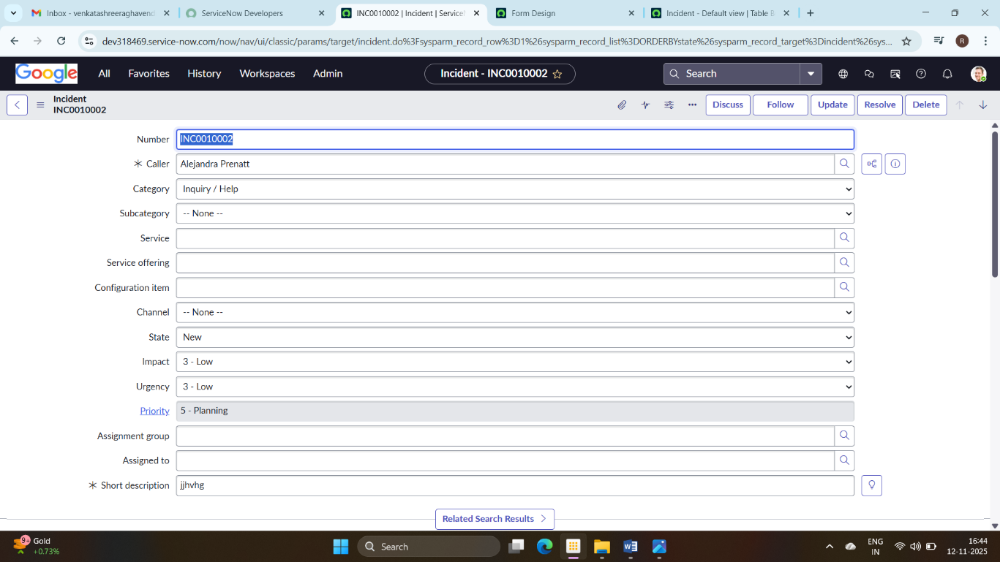 Inbox - venkatashreeraghavend
ServiceNow Developers
INC0010002 | Incident | Service
Form Design
Incident - Default view | Table B
dev318469.service-now.com/now/nav/ui/classic/params/target/incident.do%3Fsysparm_record_row%3D1%26sysparm_record_list%3DORDERBYstate%26sysparm_record_target%3Dincident%26sys...
R
Google
All
Favorites
History
Workspaces
Admin
Incident - INC0010002
Search
Incident
INC0010002
Discuss
Follow
Update
Resolve
Delete
Number INC0010002
Caller Alejandra Prenatt
Category Inquiry / Help
Subcategory -- None --
Service
Service offering
Configuration item
Channel -- None --
State New
Impact 3 - Low
Urgency 3 - Low
Priority 5 - Planning
Assignment group
Assigned to
Short description jjhvhg
Related Search Results
9+
Gold
+0.73%
Search
ENG
IN
16:44
12-11-2025